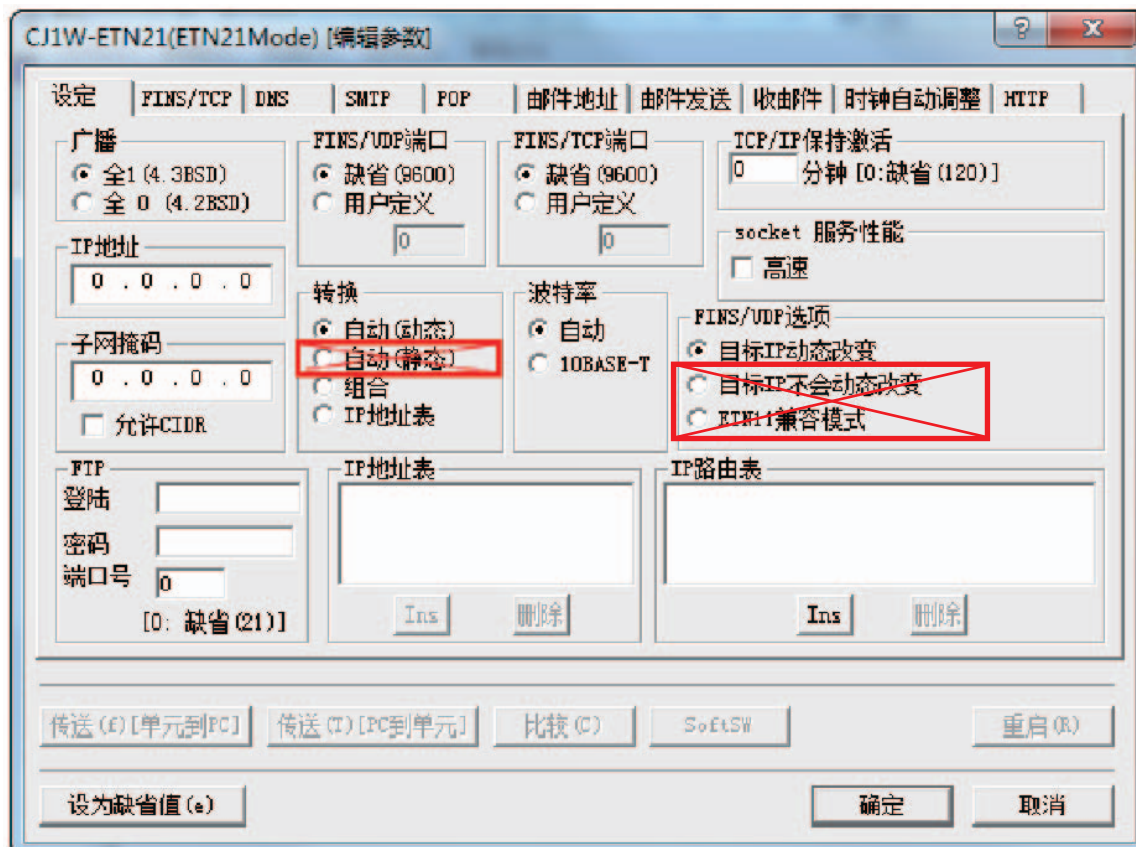 CJ1W-ETN21(ETN21Mode) [编辑参数]
设定 FINS/TCP DNS SMTP POP 邮件地址 邮件发送 收邮件 时钟自动调整 HTTP
广播
全1 (4.3BSD)
全 0 (4.2BSD)
FINS/UDP端口
缺省(9600)
用户定义
0
FINS/TCP端口
缺省(9600)
用户定义
0
TCP/IP保持激活
0 分钟 [0:缺省(120)]
socket 服务性能
高速
IP地址
0 . 0 . 0 . 0
子网掩码
0 . 0 . 0 . 0
允许CIDR
转换
自动(动态)
自动(静态)
组合
IP地址表
波特率
自动
10BASE-T
FINS/UDP选项
目标IP动态改变
目标IP不会动态改变
ETN11兼容模式
FTP
登陆
密码
端口号 0
[0: 缺省(21)]
IP地址表
Ins 删除
IP路由表
Ins 删除
传送(f)[单元到PC] 传送(T)[PC到单元] 比较(C) SoftSW 重启(R)
设为缺省值(e) 确定 取消